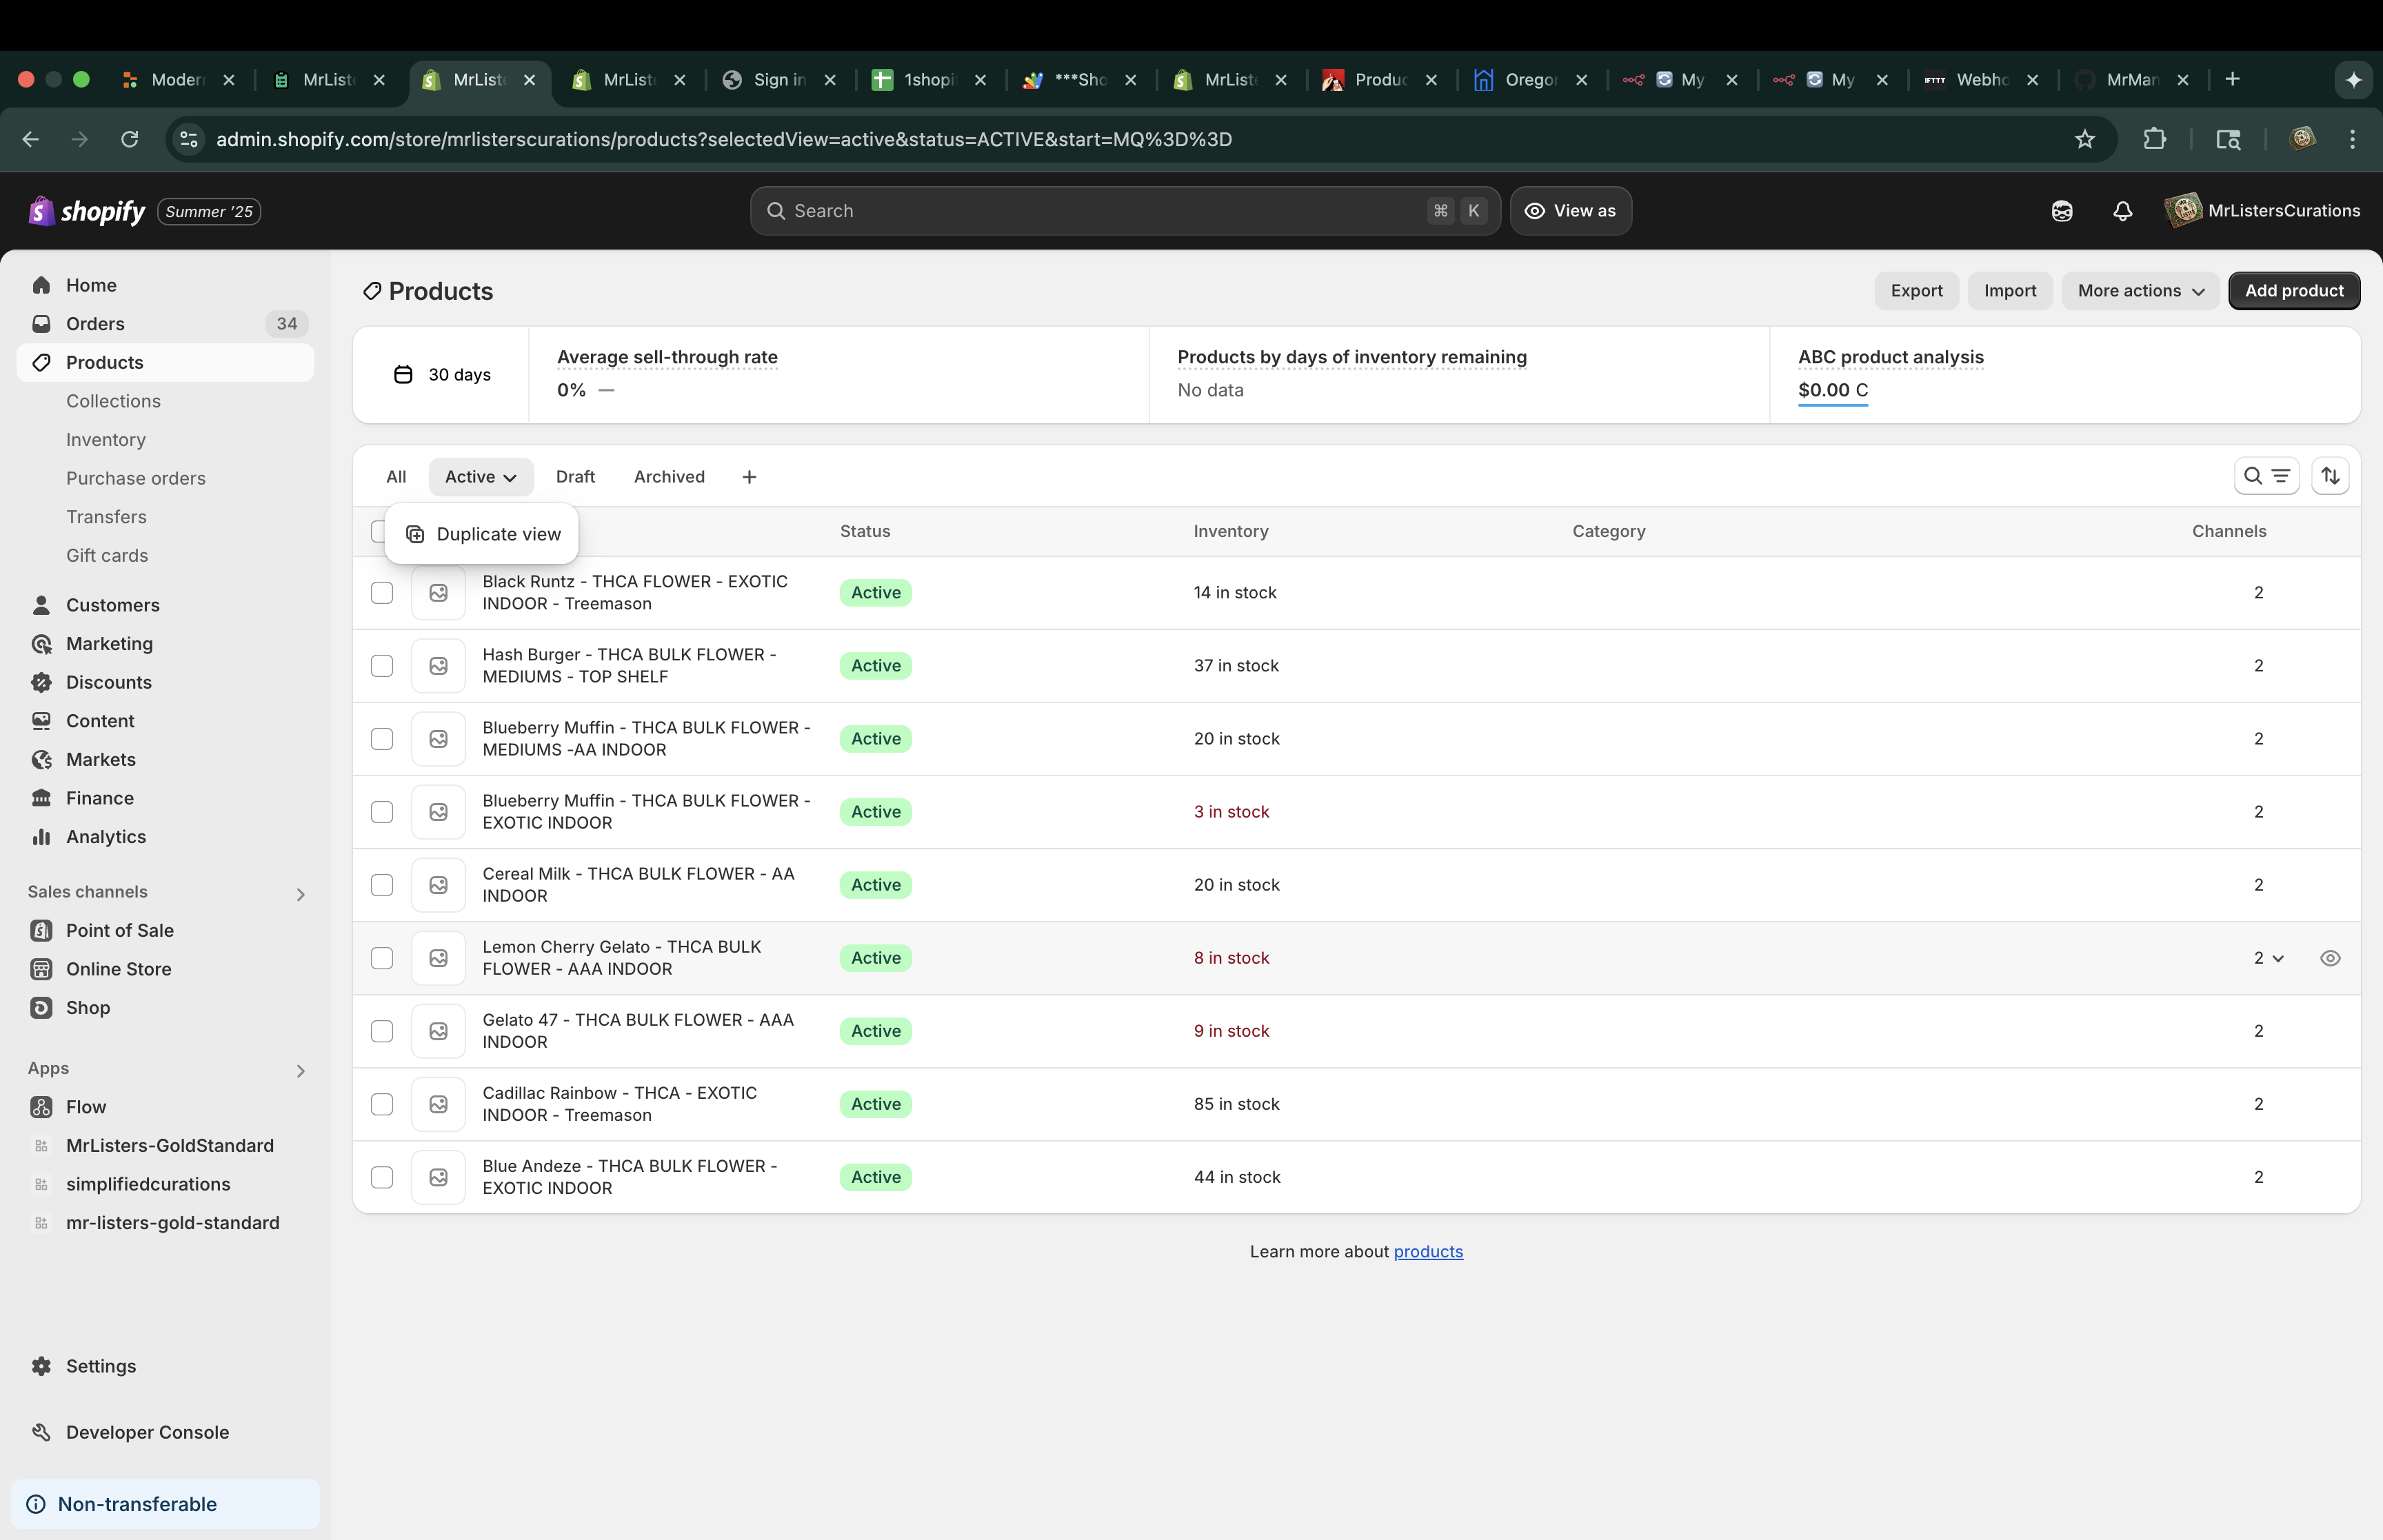 Moder
MrListe
MrListe
MrListe
Sign in
1shopi
***Sho
MrListe
Produc
Oregon
My
My
IFTTT Webho
MrMar
admin.shopify.com/store/mrlisterscurations/products?selectedView=active&status=ACTIVE&start=MQ%3D%3D
shopify Summer '25
Search ⌘ K
View as
MrListersCurations
Home
Orders 34
Products
Collections
Inventory
Purchase orders
Transfers
Gift cards
Customers
Marketing
Discounts
Content
Markets
Finance
Analytics
Sales channels
Point of Sale
Online Store
Shop
Apps
Flow
MrListers-GoldStandard
simplifiedcurations
mr-listers-gold-standard
Settings
Developer Console
Non-transferable
Products
Export Import More actions Add product
30 days
Average sell-through rate
0% —
Products by days of inventory remaining
No data
ABC product analysis
$0.00 C
All Active Draft Archived +
Duplicate view
Status Inventory Category Channels
Black Runtz - THCA FLOWER - EXOTIC
INDOOR - Treemason
Active 14 in stock 2
Hash Burger - THCA BULK FLOWER -
MEDIUMS - TOP SHELF
Active 37 in stock 2
Blueberry Muffin - THCA BULK FLOWER -
MEDIUMS -AA INDOOR
Active 20 in stock 2
Blueberry Muffin - THCA BULK FLOWER -
EXOTIC INDOOR
Active 3 in stock 2
Cereal Milk - THCA BULK FLOWER - AA
INDOOR
Active 20 in stock 2
Lemon Cherry Gelato - THCA BULK
FLOWER - AAA INDOOR
Active 8 in stock 2
Gelato 47 - THCA BULK FLOWER - AAA
INDOOR
Active 9 in stock 2
Cadillac Rainbow - THCA - EXOTIC
INDOOR - Treemason
Active 85 in stock 2
Blue Andeze - THCA BULK FLOWER -
EXOTIC INDOOR
Active 44 in stock 2
Learn more about products